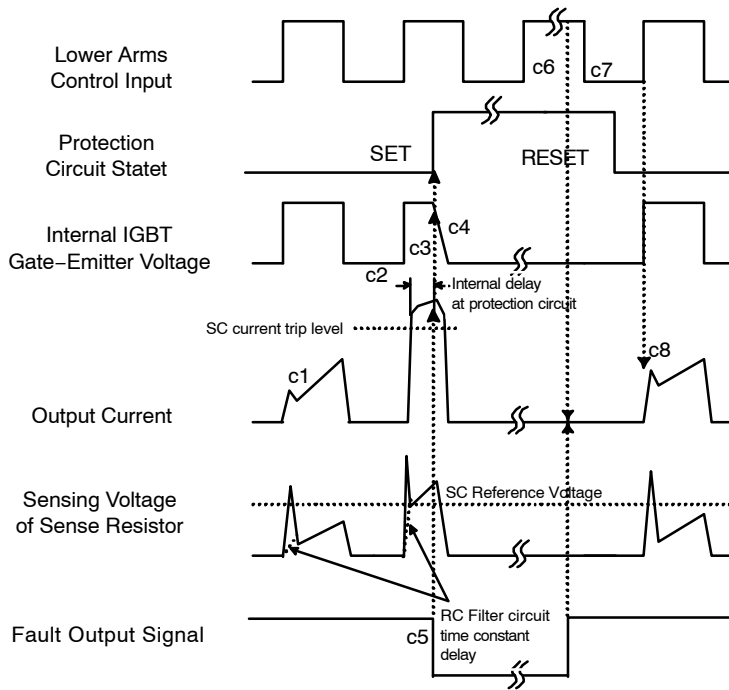 Lower Arms
Control Input
c6
c7
Protection
Circuit Statet
SET
RESET
Internal IGBT
Gate−Emitter Voltage
c3
c4
c2
Internal delay
at protection circuit
SC current trip level
c1
c8
Output Current
Sensing Voltage
of Sense Resistor
SC Reference Voltage
Fault Output Signal
c5
RC Filter circuit
time constant
delay